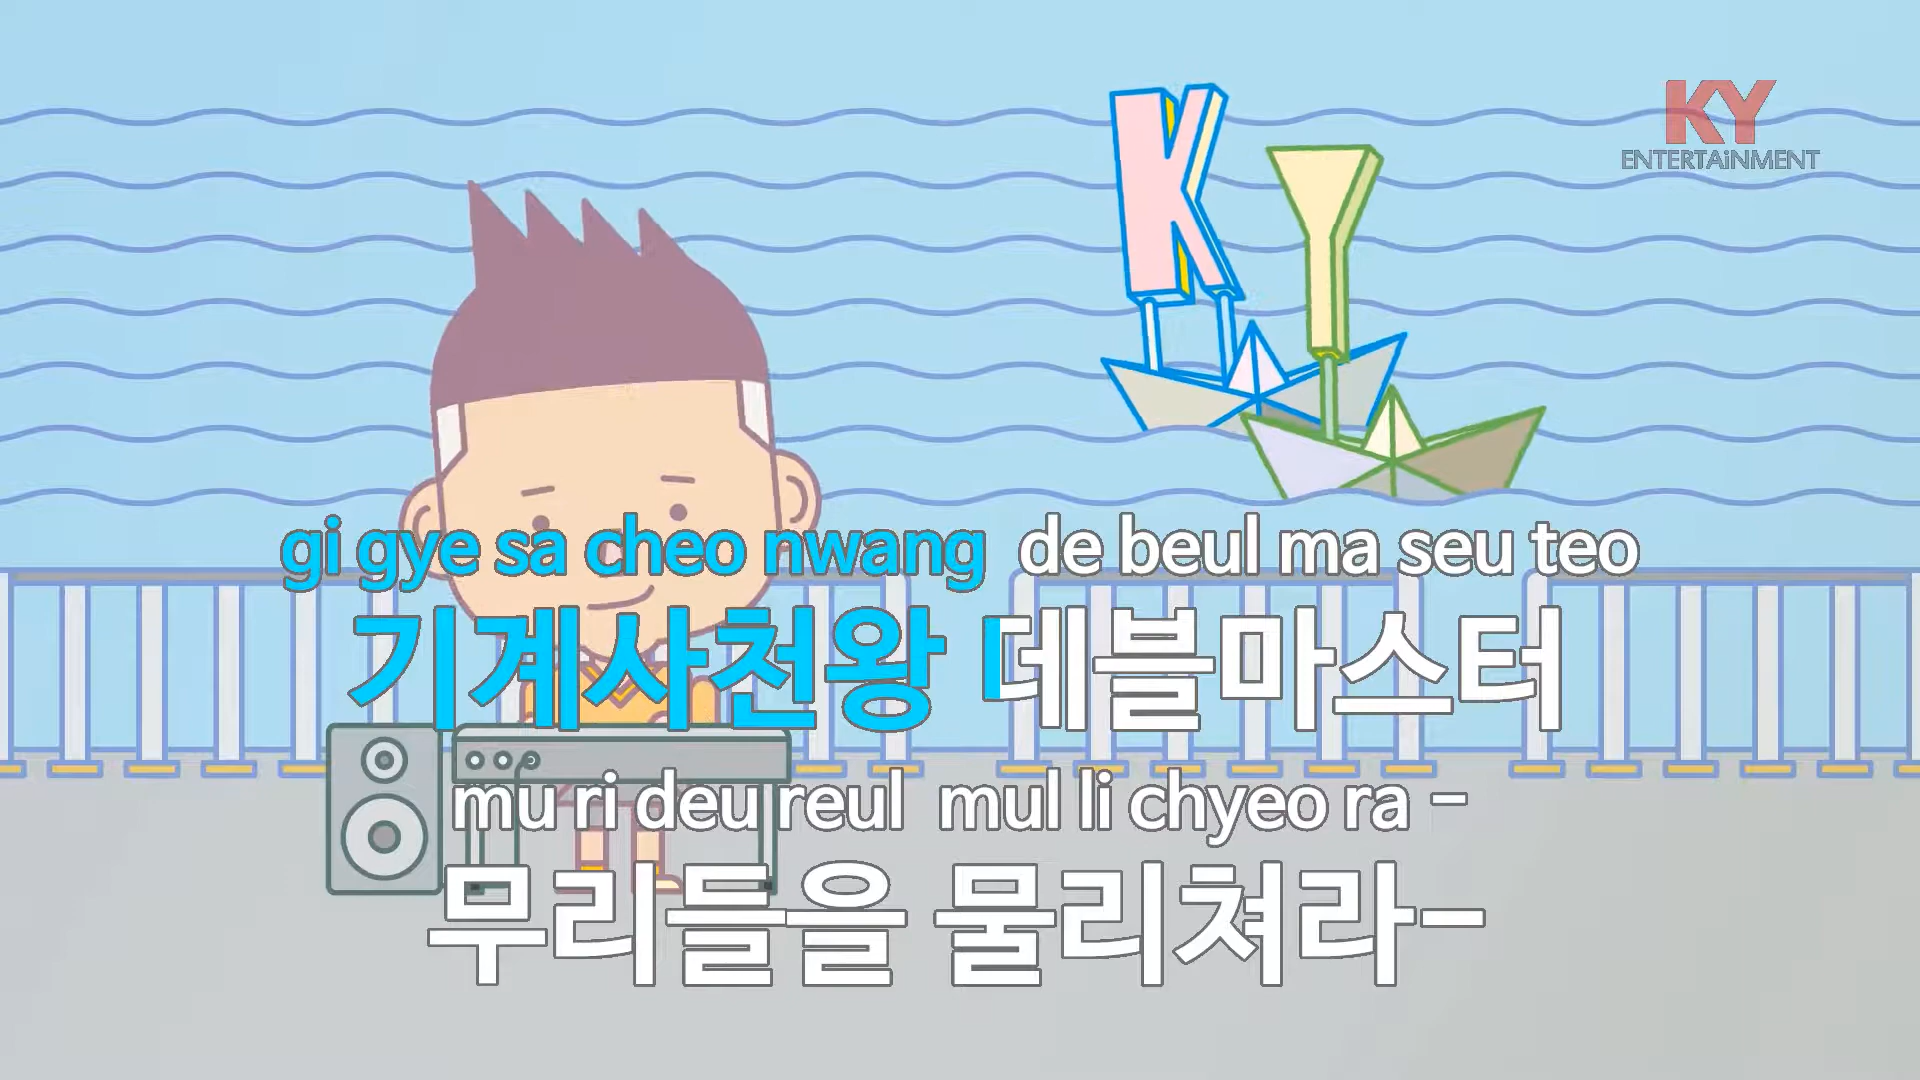 KY
KY
ENTERTAiNMENT
gi gye sa cheo nwang de beul ma seu teo
기계사천왕 데블마스터
mu ri deu reul mul li chyeo ra -
무리들을 물리쳐라-